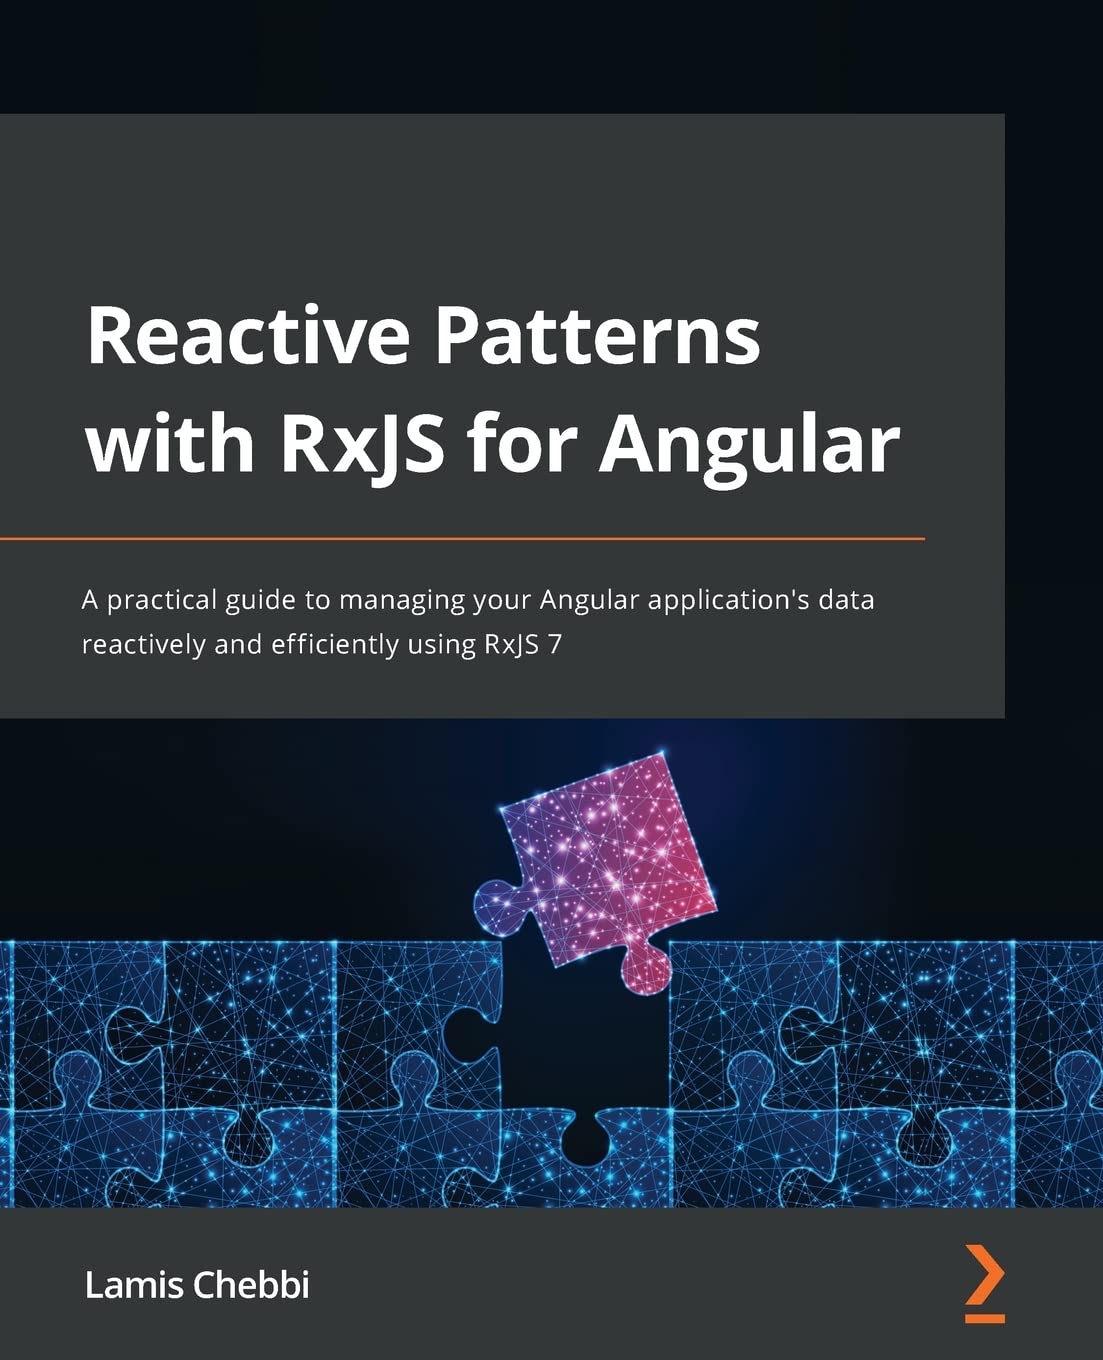 Reactive Patterns
with RxJS for Angular
A practical guide to managing your Angular application's data
reactively and efficiently using RxJS 7
Lamis Chebbi